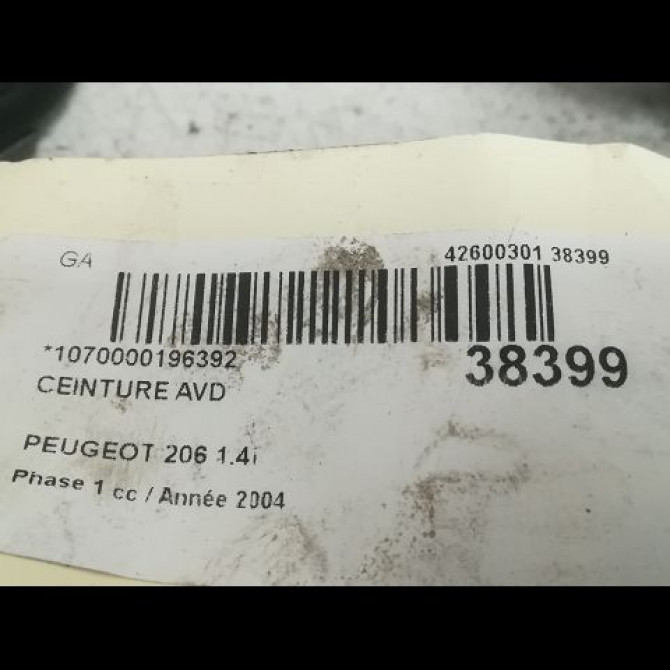 GA
42600301 38399
*1070000196392
38399
CEINTURE AVD
PEUGEOT 206 1.4i
Phase 1 cc / Année 2004